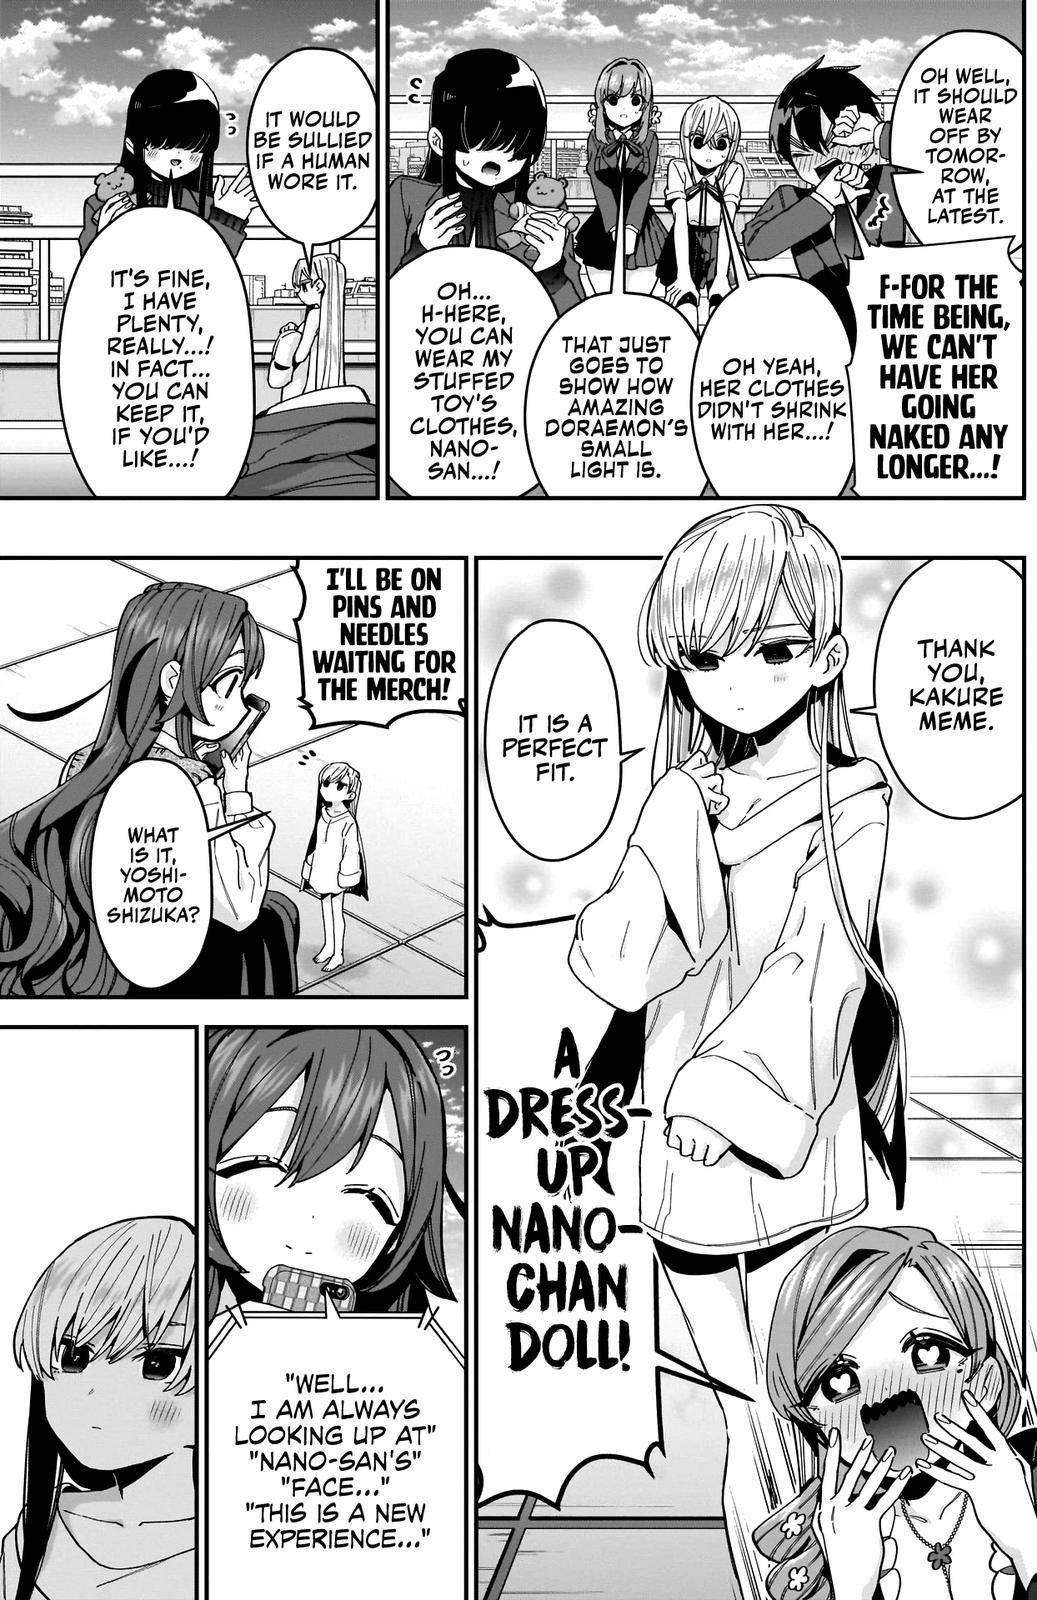 OH WELL,
IT SHOULD
WEAR
OFF BY
TOMOR-
ROW,
AT THE
LATEST.
F-FOR THE
TIME BEING,
WE CAN'T
HAVE HER
GOING
NAKED ANY
LONGER...!
OH YEAH,
HER CLOTHES
DIDN'T SHRINK
WITH HER...!
THAT JUST
GOES TO
SHOW HOW
AMAZING
DORAEMON'S
SMALL
LIGHT IS.
OH...
H-HERE,
YOU CAN
WEAR MY
STUFFED
TOY'S
CLOTHES,
NANO-
SAN...!
IT WOULD
BE SULLIED
IF A HUMAN
WORE IT.
IT'S FINE,
I HAVE
PLENTY,
REALLY...!
IN FACT...
YOU CAN
KEEP IT,
IF YOU'D
LIKE...!
THANK
YOU,
KAKURE
MEME.
IT IS A
PERFECT
FIT.
A
DRESS-
UP
NANO-
CHAN
DOLL!
I'LL BE ON
PINS AND
NEEDLES
WAITING FOR
THE MERCH!
WHAT
IS IT,
YOSHI-
MOTO
SHIZUKA?
"WELL...
I AM ALWAYS
LOOKING UP AT"
"NANO-SAN'S"
"FACE..."
"THIS IS A NEW
EXPERIENCE..."